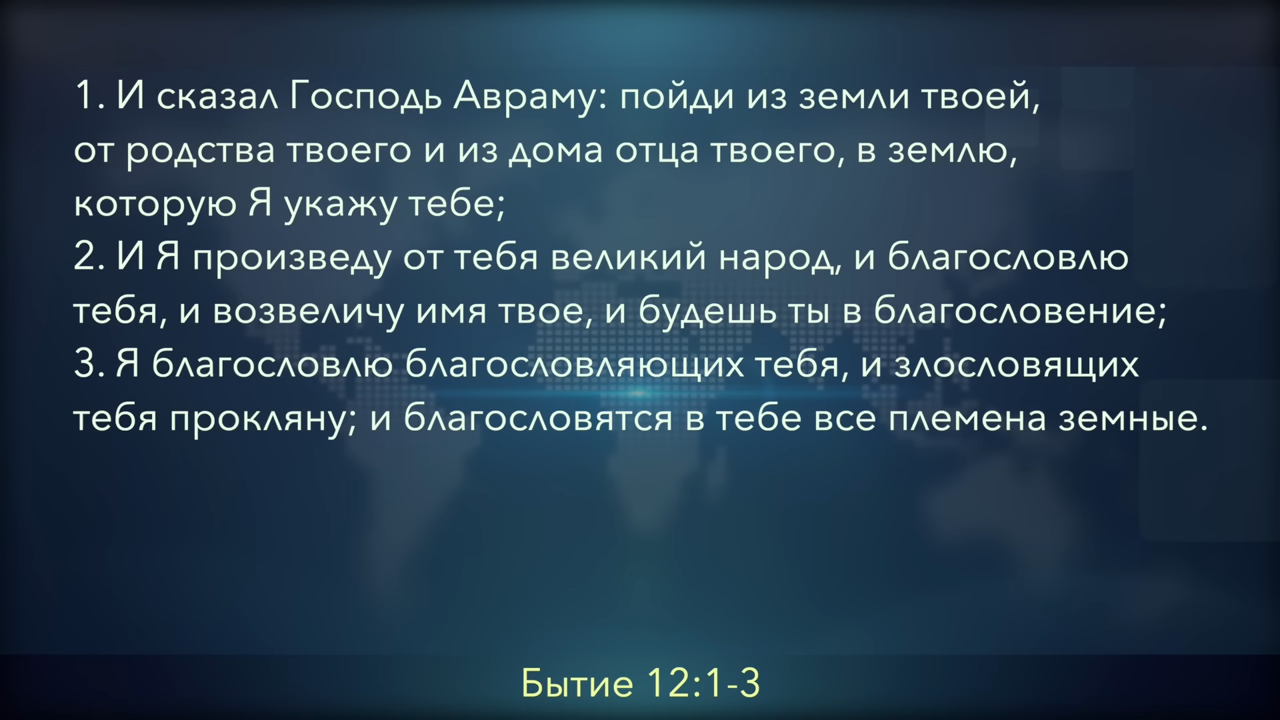 1. И сказал Господь Авраму: пойди из земли твоей,
от родства твоего и из дома отца твоего, в землю,
которую Я укажу тебе;
2. И Я произведу от тебя великий народ, и благословлю
тебя, и возвеличу имя твое, и будешь ты в благословение;
3. Я благословлю благословляющих тебя, и злословящих
тебя прокляну; и благословятся в тебе все племена земные.
Бытие 12:1-3